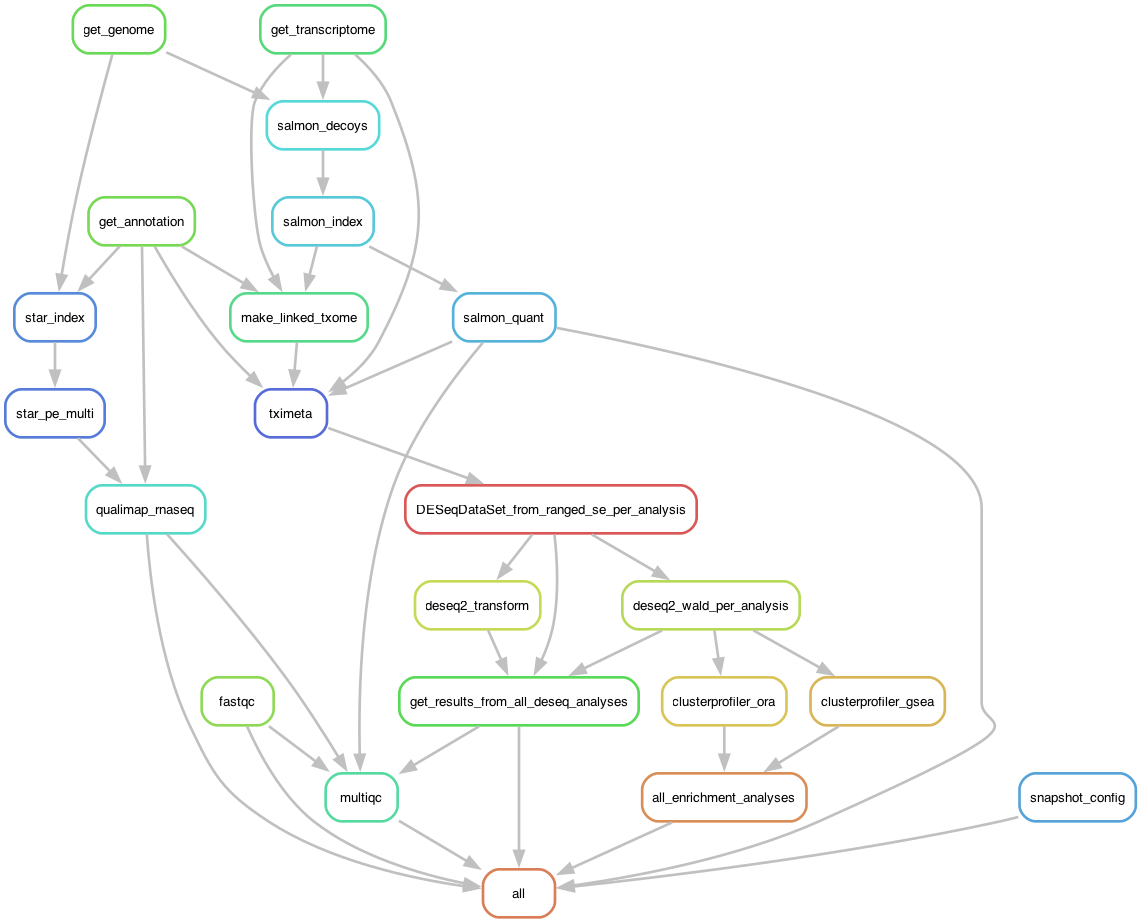 get_genome
get_transcriptome
salmon_decoys
get_annotation
salmon_index
star_index
make_linked_txome
salmon_quant
star_pe_multi
tximeta
qualimap_rnaseq
DESeqDataSet_from_ranged_se_per_analysis
deseq2_transform
deseq2_wald_per_analysis
fastqc
get_results_from_all_deseq_analyses
clusterprofiler_ora
clusterprofiler_gsea
multiqc
all_enrichment_analyses
snapshot_config
all